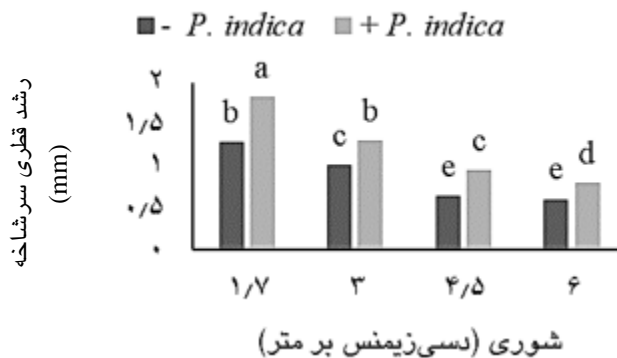 - P. indica + P. indica
رشد قطری سرشاخه
(mm)
۲
۱٫۵
۱
۰٫۵
۰
b a c b e c e d
۱٫۷ ۳ ۴٫۵ ۶
شوری (دسی‌زیمنس بر متر)